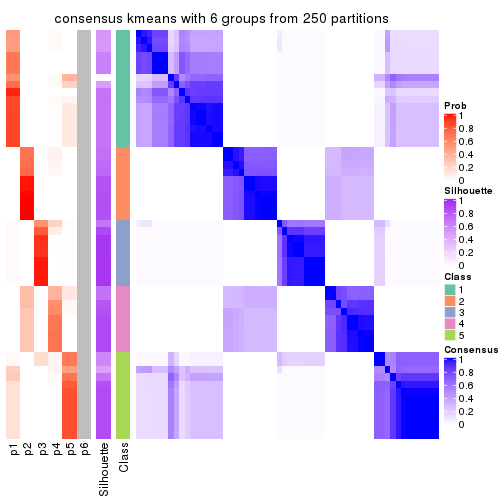 consensus kmeans with 6 groups from 250 partitions
Prob
1
0.8
0.6
0.4
0.2
0
Silhouette
1
0.8
0.6
0.4
0.2
0
Class
1
2
3
4
5
Consensus
1
0.8
0.6
0.4
0.2
0
p1
p2
p3
p4
p5
p6
Silhouette
Class